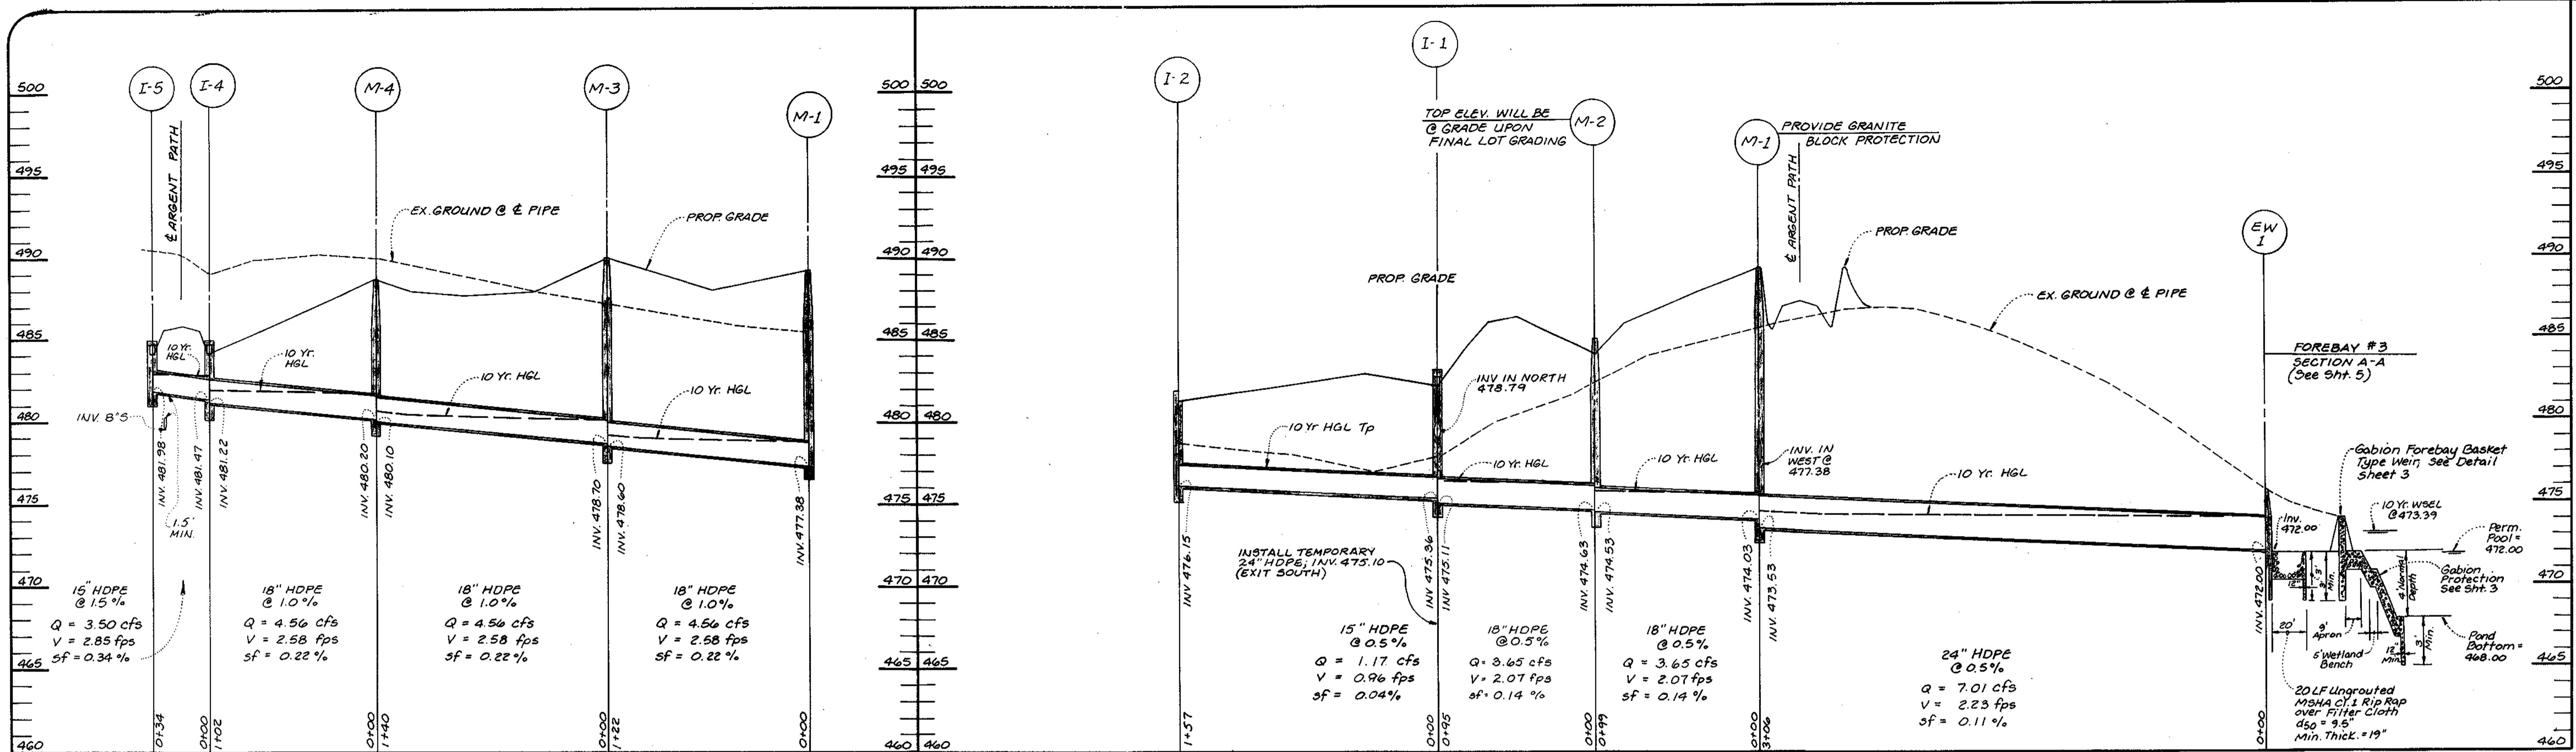 I-5
I-4
M-4
M-3
M-1
500
495
490
485
480
475
470
465
460
500 500
495 495
490 490
485 485
480 480
475 475
470 470
465 465
460 460
℄ ARGENT PATH
EX. GROUND @ ℄ PIPE
PROP. GRADE
10 Yr.
HGL
10 Yr.
HGL
10 Yr. HGL
10 Yr. HGL
INV. 8"S
INV. 481.98
INV. 481.47
INV. 481.22
INV. 480.20
INV. 480.10
INV. 478.70
INV. 478.60
INV. 477.38
1.5'
MIN.
15" HDPE
@ 1.5 %
Q = 3.50 cfs
V = 2.85 fps
Sf = 0.34 %
18" HDPE
@ 1.0 %
Q = 4.56 cfs
V = 2.58 fps
Sf = 0.22 %
18" HDPE
@ 1.0 %
Q = 4.56 cfs
V = 2.58 fps
Sf = 0.22 %
18" HDPE
@ 1.0 %
Q = 4.56 cfs
V = 2.58 fps
Sf = 0.22 %
0+34
0+00
1+02
0+00
1+40
0+00
1+22
0+00
I-2
I-1
M-2
M-1
EW
1
TOP ELEV. WILL BE
@ GRADE UPON
FINAL LOT GRADING
PROVIDE GRANITE
BLOCK PROTECTION
℄ ARGENT PATH
PROP. GRADE
PROP. GRADE
EX. GROUND @ ℄ PIPE
INV IN NORTH
478.79
10 Yr HGL Tp
10 Yr. HGL
10 Yr. HGL
INV. IN
WEST @
477.38
10 Yr. HGL
FOREBAY #3
SECTION A-A
(See Sht. 5)
Gabion Forebay Basket
Type Weir, See Detail
Sheet 3
10 Yr. WSEL
@ 473.39
Perm.
Pool =
472.00
Inv.
472.00
INV 476.15
INSTALL TEMPORARY
24" HDPE; INV. 475.10
(EXIT SOUTH)
INV 475.36
INV 475.11
INV. 474.63
INV. 474.53
INV. 474.03
INV. 473.53
INV. 472.00
15" HDPE
@ 0.5 %
Q = 1.17 cfs
V = 0.96 fps
Sf = 0.04%
18" HDPE
@ 0.5%
Q = 3.65 cfs
V = 2.07 fps
Sf = 0.14 %
18" HDPE
@ 0.5%
Q = 3.65 cfs
V = 2.07 fps
Sf = 0.14 %
24" HDPE
@ 0.5%
Q = 7.01 cfs
V = 2.23 fps
Sf = 0.11 %
12"
3'
Min.
4' Normal
Depth
Gabion
Protection
See Sht. 3
20'
9'
Apron
5' Wetland
Bench
12"
Min.
3'
Min.
Pond
Bottom =
468.00
20 LF Ungrouted
MSHA Cl. 1 Rip Rap
over Filter Cloth
d50 = 9.5"
Min. Thick. = 19"
1+57
0+00
0+95
0+00
0+99
0+00
3+06
0+00
500
495
490
485
480
475
470
465
460